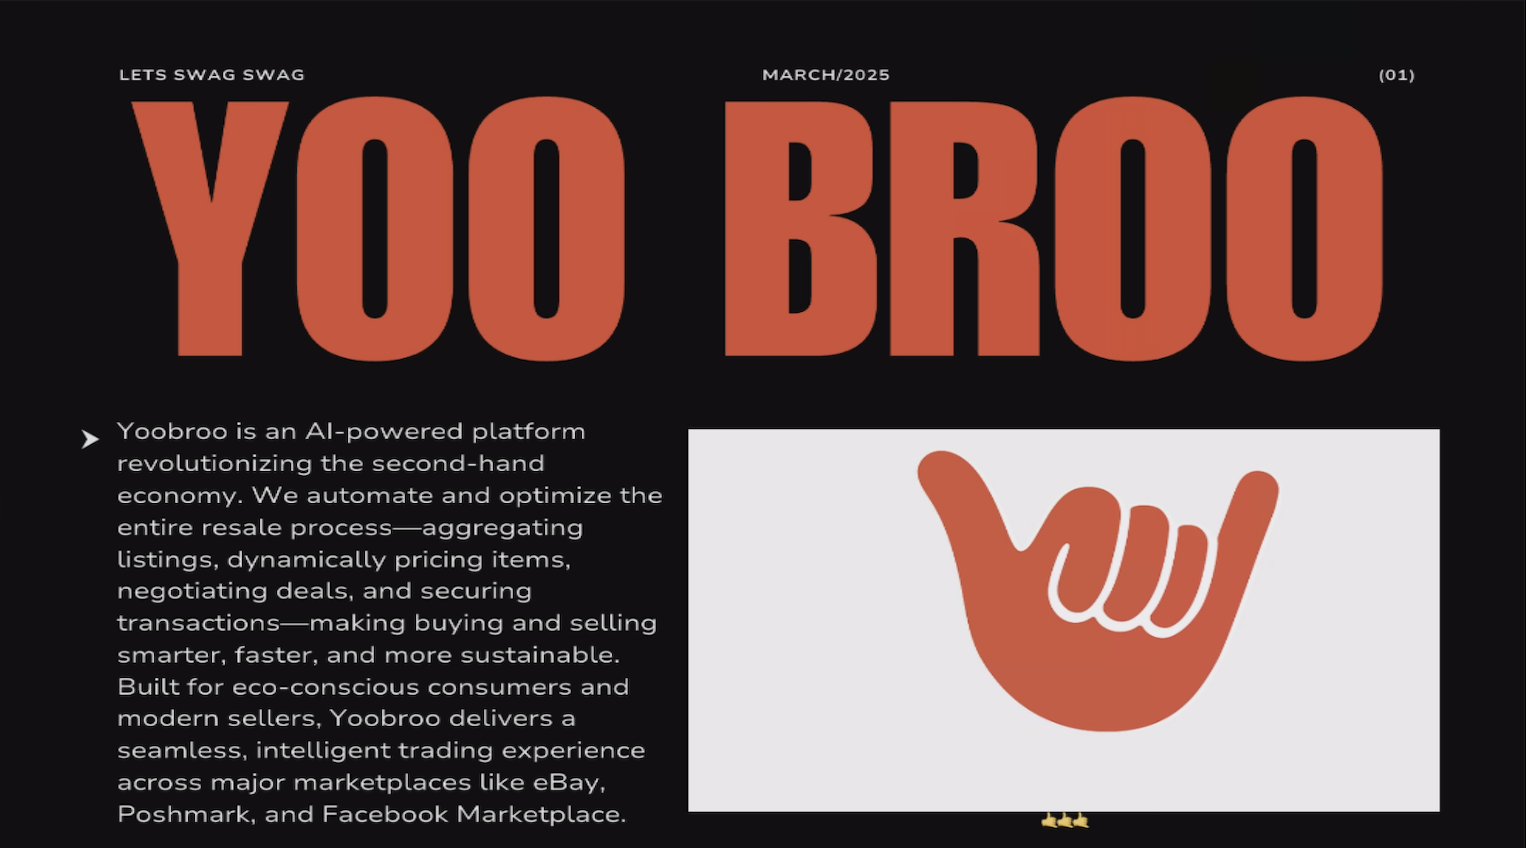 LETS SWAG SWAG
MARCH/2025
(01)
YOO BROO
Yoobroo is an AI-powered platform
revolutionizing the second-hand
economy. We automate and optimize the
entire resale process—aggregating
listings, dynamically pricing items,
negotiating deals, and securing
transactions—making buying and selling
smarter, faster, and more sustainable.
Built for eco-conscious consumers and
modern sellers, Yoobroo delivers a
seamless, intelligent trading experience
across major marketplaces like eBay,
Poshmark, and Facebook Marketplace.